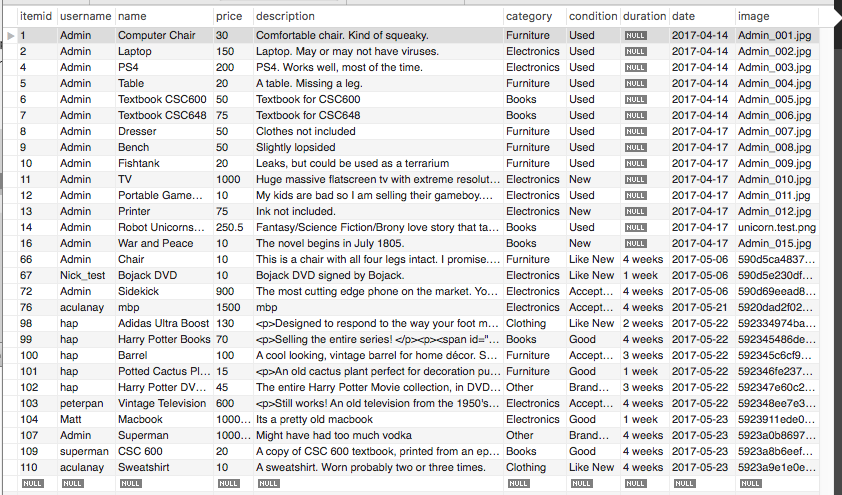 itemid username name price description category condition duration date image
1 Admin Computer Chair 30 Comfortable chair. Kind of squeaky. Furniture Used NULL 2017-04-14 Admin_001.jpg
2 Admin Laptop 150 Laptop. May or may not have viruses. Electronics Used NULL 2017-04-14 Admin_002.jpg
4 Admin PS4 200 PS4. Works well, most of the time. Electronics Used NULL 2017-04-14 Admin_003.jpg
5 Admin Table 20 A table. Missing a leg. Furniture Used NULL 2017-04-14 Admin_004.jpg
6 Admin Textbook CSC600 50 Textbook for CSC600 Books Used NULL 2017-04-14 Admin_005.jpg
7 Admin Textbook CSC648 75 Textbook for CSC648 Books Used NULL 2017-04-14 Admin_006.jpg
8 Admin Dresser 50 Clothes not included Furniture Used NULL 2017-04-17 Admin_007.jpg
9 Admin Bench 50 Slightly lopsided Furniture Used NULL 2017-04-17 Admin_008.jpg
10 Admin Fishtank 20 Leaks, but could be used as a terrarium Furniture Used NULL 2017-04-17 Admin_009.jpg
11 Admin TV 1000 Huge massive flatscreen tv with extreme resolut... Electronics New NULL 2017-04-17 Admin_010.jpg
12 Admin Portable Game... 10 My kids are bad so I am selling their gameboy.... Electronics Used NULL 2017-04-17 Admin_011.jpg
13 Admin Printer 75 Ink not included. Electronics New NULL 2017-04-17 Admin_012.jpg
14 Admin Robot Unicorns... 250.5 Fantasy/Science Fiction/Brony love story that ta... Books Used NULL 2017-04-17 unicorn.test.png
16 Admin War and Peace 10 The novel begins in July 1805. Books New NULL 2017-04-17 Admin_015.jpg
66 Admin Chair 10 This is a chair with all four legs intact. I promise.... Furniture Like New 4 weeks 2017-05-06 590d5ca4837...
67 Nick_test Bojack DVD 10 Bojack DVD signed by Bojack. Electronics Like New 1 week 2017-05-06 590d5e230df...
72 Admin Sidekick 900 The most cutting edge phone on the market. Yo... Electronics Accept... 4 weeks 2017-05-06 590d69eead8...
76 aculanay mbp 1500 mbp Electronics Accept... 4 weeks 2017-05-21 5920dad2f02...
98 hap Adidas Ultra Boost 130 <p>Designed to respond to the way your foot m... Clothing Like New 2 weeks 2017-05-22 592334974ba...
99 hap Harry Potter Books 70 <p>Selling the entire series! </p><p><span id="... Books Good 4 weeks 2017-05-22 592345486de...
100 hap Barrel 100 A cool looking, vintage barrel for home décor. S... Furniture Accept... 3 weeks 2017-05-22 592345c6cf9...
101 hap Potted Cactus Pl... 15 <p>An old cactus plant perfect for decoration pu... Furniture Good 1 week 2017-05-22 592346fe237...
102 hap Harry Potter DV... 45 The entire Harry Potter Movie collection, in DVD... Other Brand... 3 weeks 2017-05-22 592347e60c2...
103 peterpan Vintage Television 600 <p>Still works! An old television from the 1950's... Electronics Accept... 4 weeks 2017-05-22 592348ee7e3...
104 Matt Macbook 1000... Its a pretty old macbook Electronics Good 1 week 2017-05-23 5923911ede0...
107 Admin Superman 1000... Might have had too much vodka Other Brand... 4 weeks 2017-05-23 5923a0b8697...
109 superman CSC 600 20 A copy of CSC 600 textbook, printed from an ep... Books Good 4 weeks 2017-05-23 5923a8b6eef...
110 aculanay Sweatshirt 10 A sweatshirt. Worn probably two or three times. Clothing Like New 4 weeks 2017-05-23 5923a9e1e0e...
NULL NULL NULL NULL NULL NULL NULL NULL NULL NULL